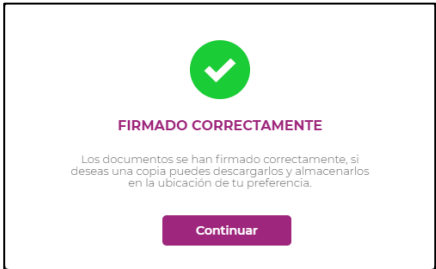 FIRMADO CORRECTAMENTE
Los documentos se han firmado correctamente, si
deseas una copia puedes descargarlos y almacenarlos
en la ubicación de tu preferencia.
Continuar